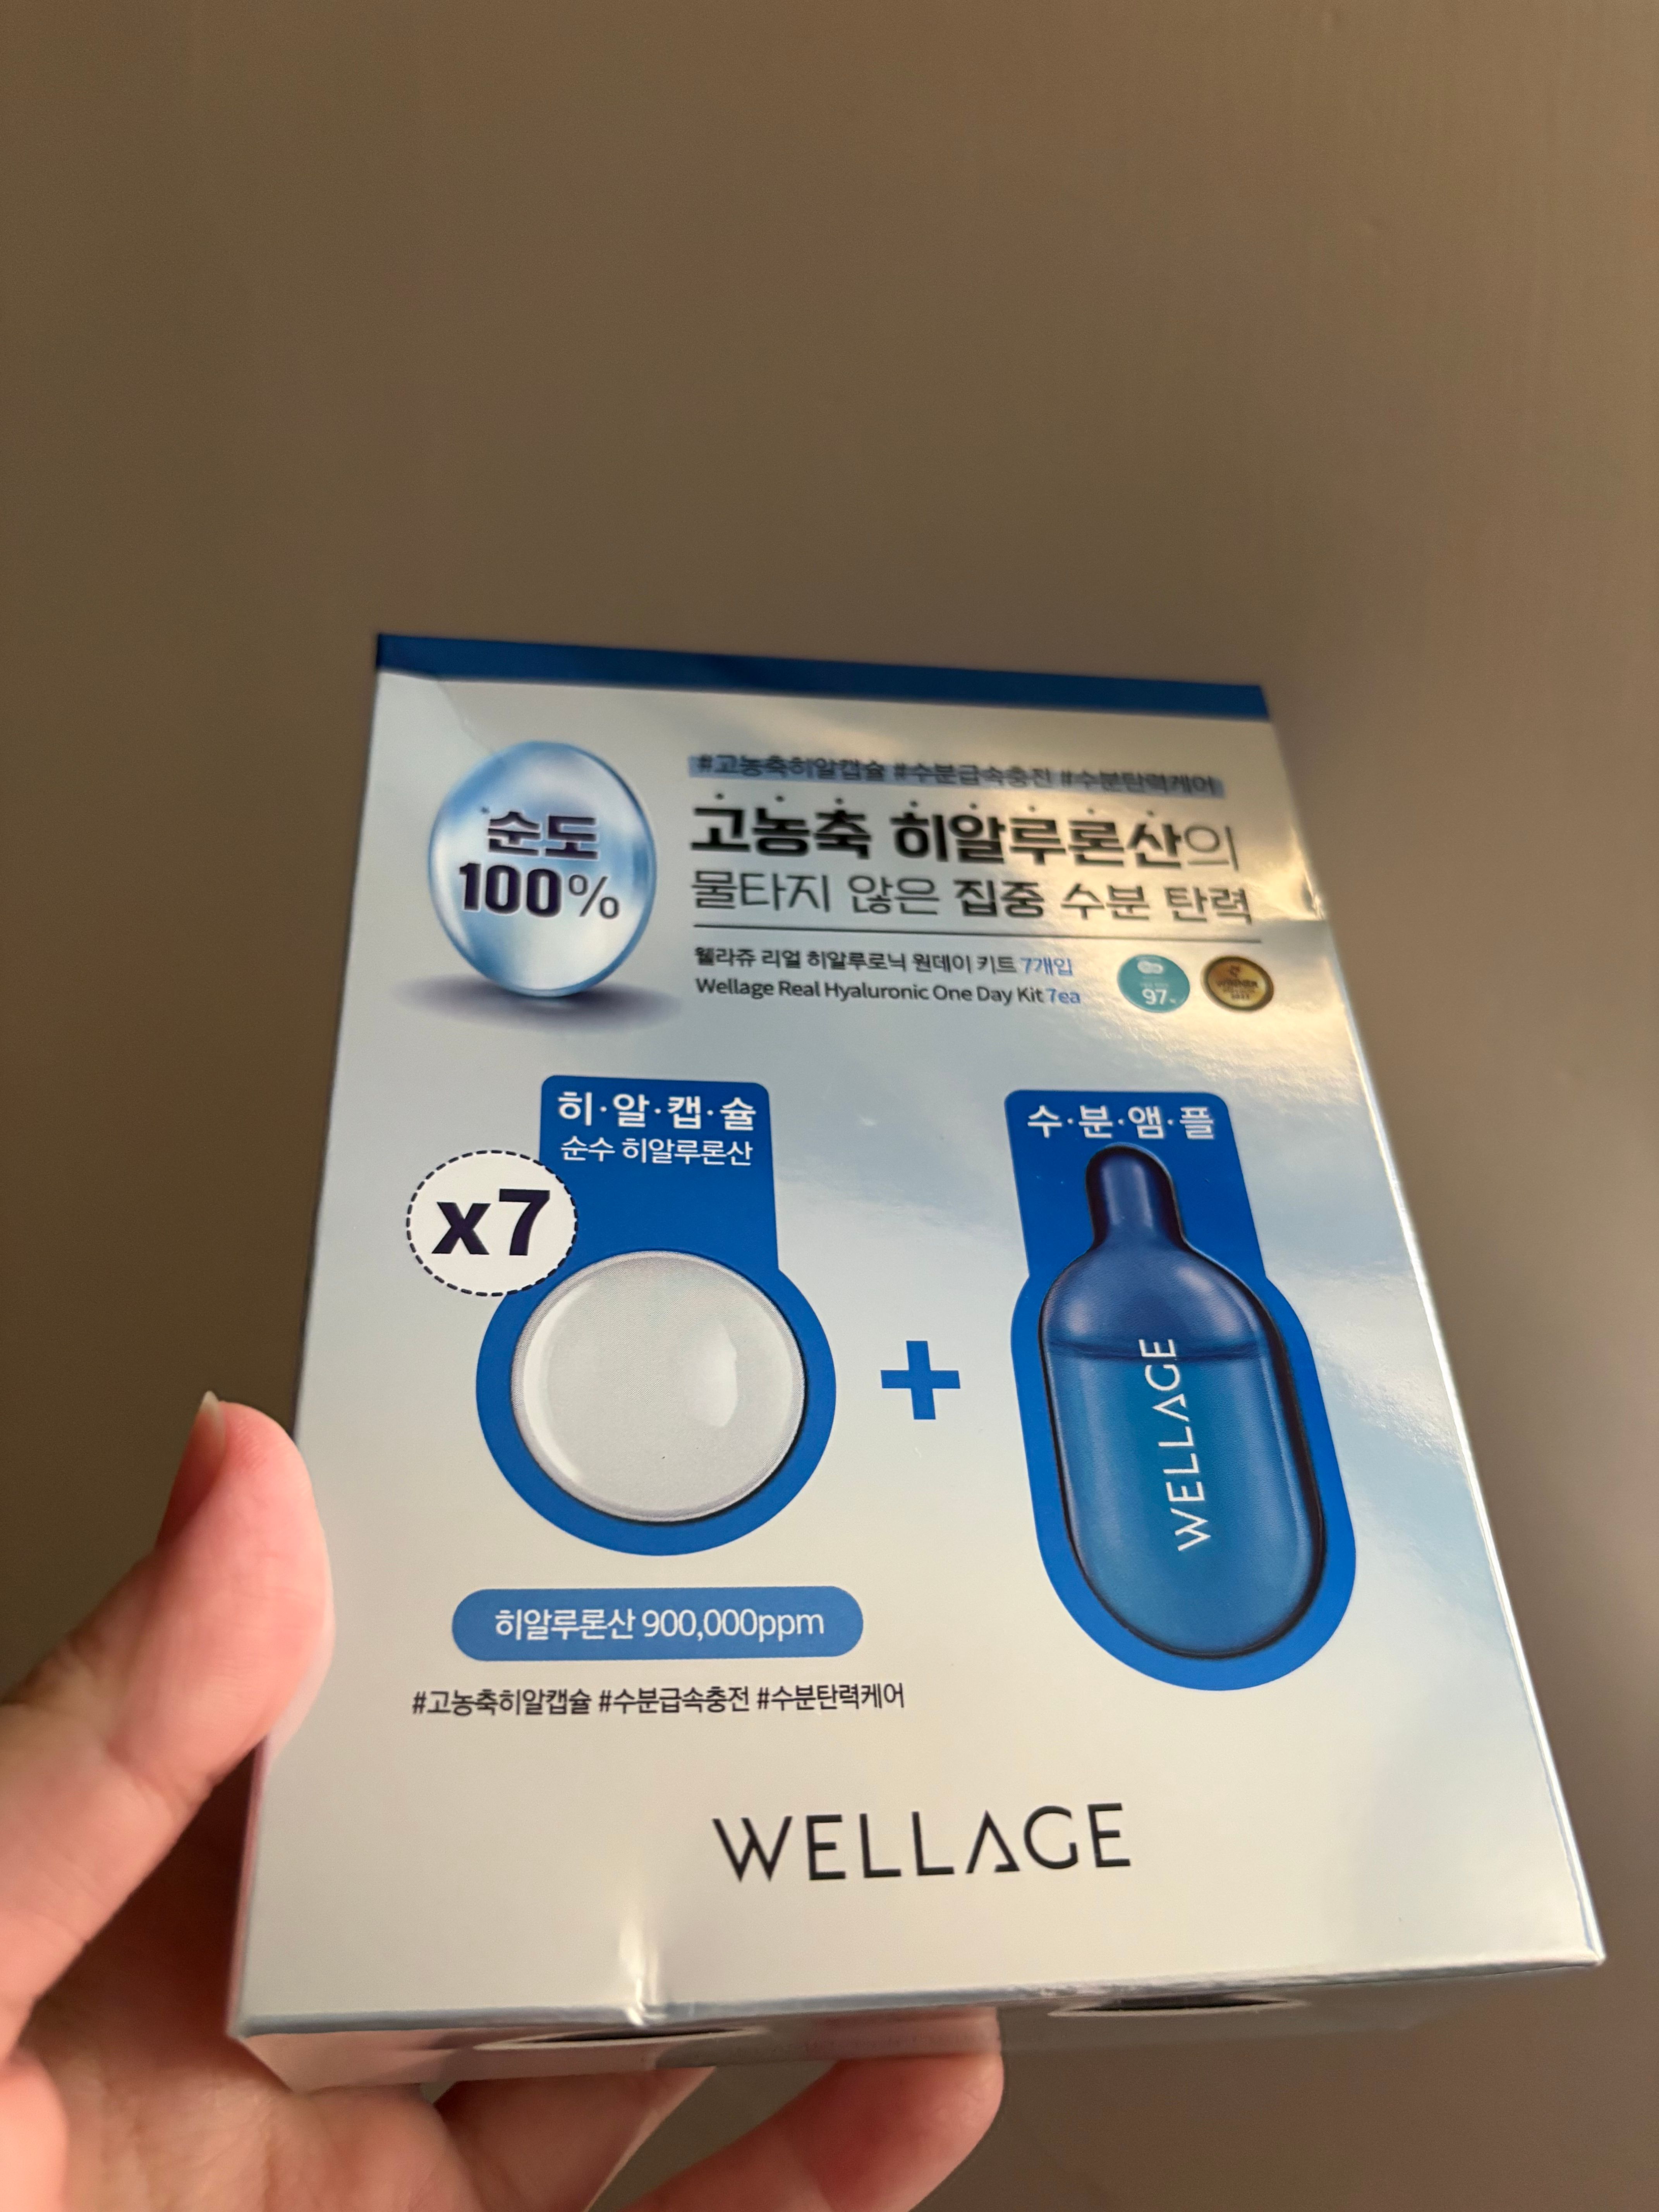 #고농축히알캡슐 #수분급속충전 #수분탄력케어
순도
100%
고농축 히알루론산의
물타지 않은 집중 수분 탄력
웰라쥬 리얼 히알루로닉 원데이 키트 7개입
Wellage Real Hyaluronic One Day Kit 7ea
97
히·알·캡·슐
순수 히알루론산
x7
+
수·분·앰·플
WELLAGE
히알루론산 900,000ppm
#고농축히알캡슐 #수분급속충전 #수분탄력케어
WELLAGE